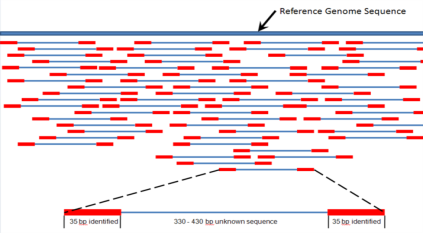 Reference Genome Sequence
35 bp identified
330 - 430 bp unknown sequence
35 bp identified